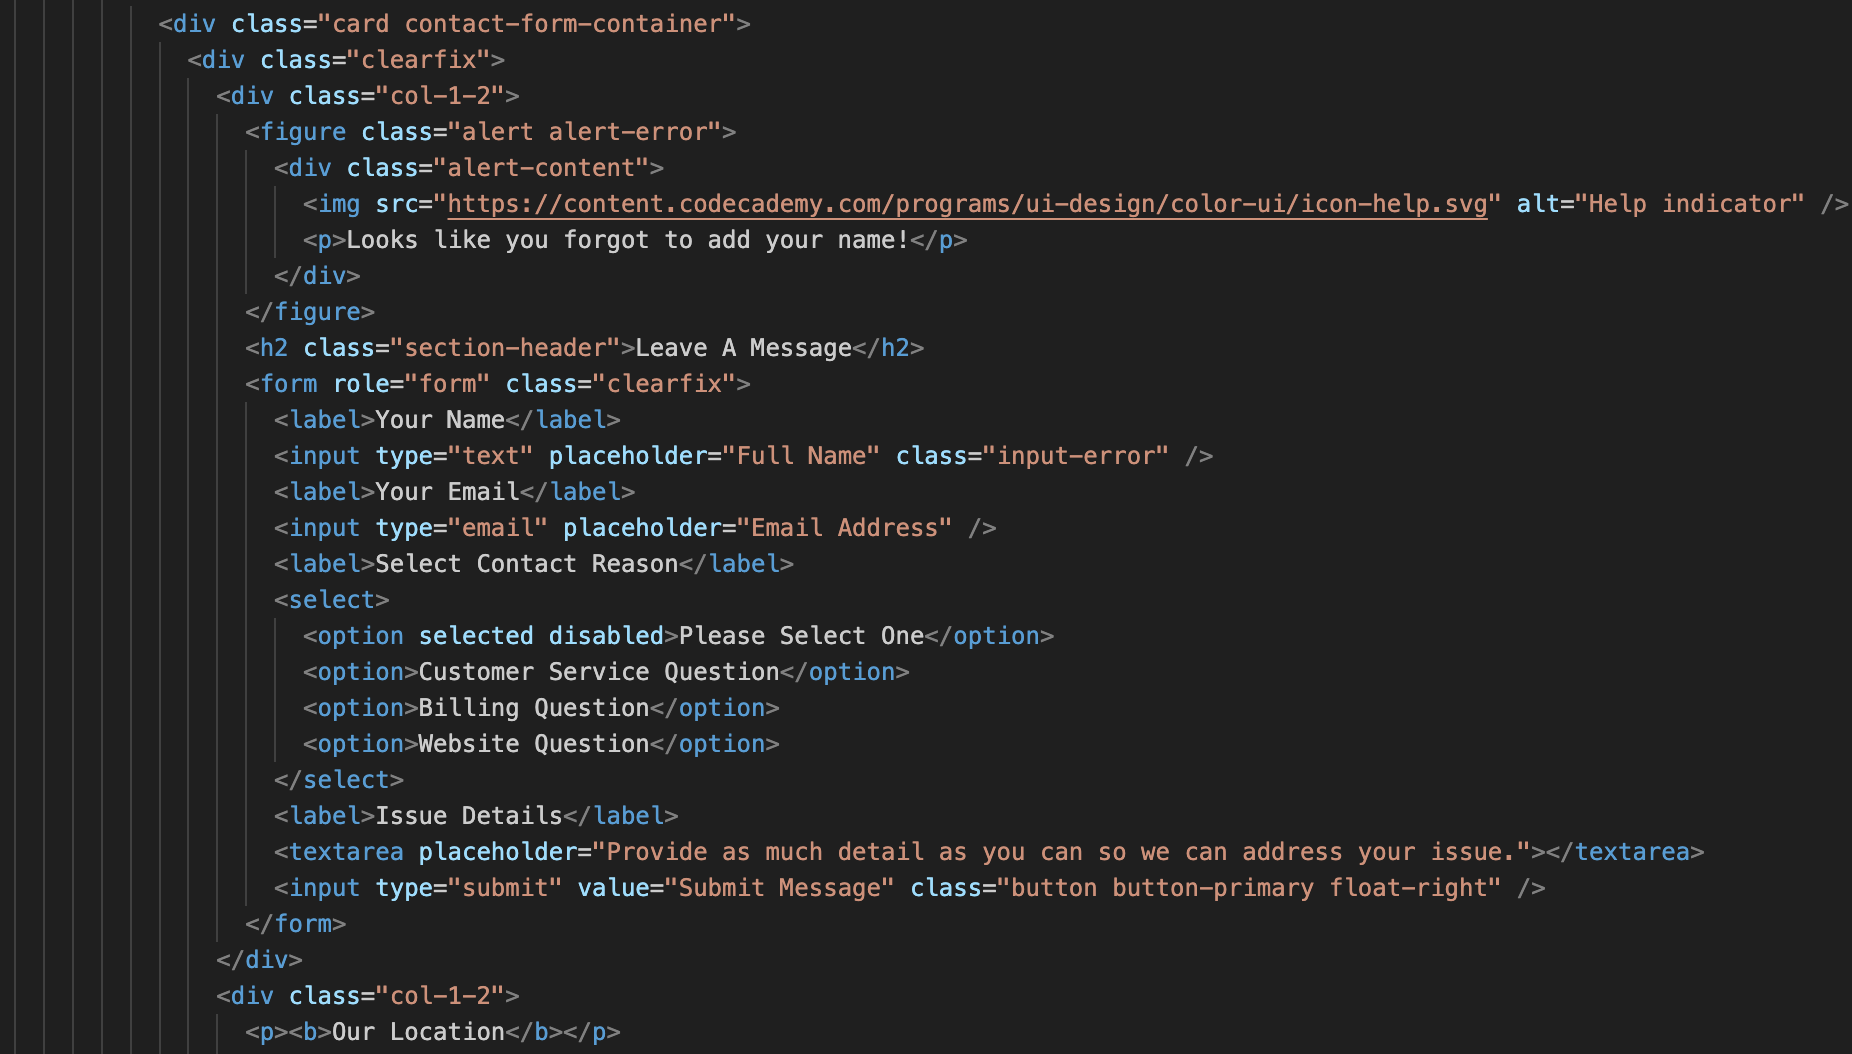 <div class="card contact-form-container">
<div class="clearfix">
<div class="col-1-2">
<figure class="alert alert-error">
<div class="alert-content">
<img src="https://content.codecademy.com/programs/ui-design/color-ui/icon-help.svg" alt="Help indicator" />
<p>Looks like you forgot to add your name!</p>
</div>
</figure>
<h2 class="section-header">Leave A Message</h2>
<form role="form" class="clearfix">
<label>Your Name</label>
<input type="text" placeholder="Full Name" class="input-error" />
<label>Your Email</label>
<input type="email" placeholder="Email Address" />
<label>Select Contact Reason</label>
<select>
<option selected disabled>Please Select One</option>
<option>Customer Service Question</option>
<option>Billing Question</option>
<option>Website Question</option>
</select>
<label>Issue Details</label>
<textarea placeholder="Provide as much detail as you can so we can address your issue."></textarea>
<input type="submit" value="Submit Message" class="button button-primary float-right" />
</form>
</div>
<div class="col-1-2">
<p><b>Our Location</b></p>